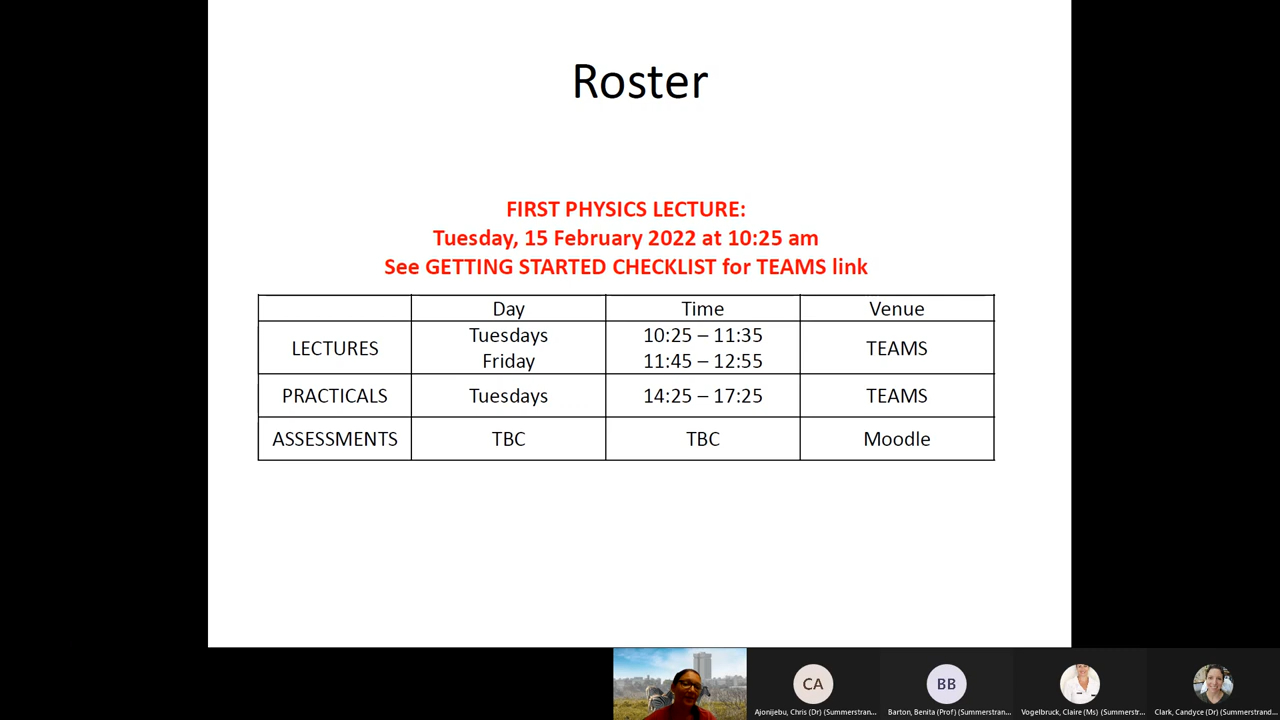 Roster
FIRST PHYSICS LECTURE:
Tuesday, 15 February 2022 at 10:25 am
See GETTING STARTED CHECKLIST for TEAMS link
Day Time Venue
LECTURES Tuesdays 10:25 – 11:35 TEAMS
Friday 11:45 – 12:55
PRACTICALS Tuesdays 14:25 – 17:25 TEAMS
ASSESSMENTS TBC TBC Moodle
CA BB
Ajonijebu, Chris (Dr) (Summerstran... Barton, Benita (Prof) (Summerstran... Vogelbruck, Claire (Ms) (Summerstr... Clark, Candyce (Dr) (Summerstrand...